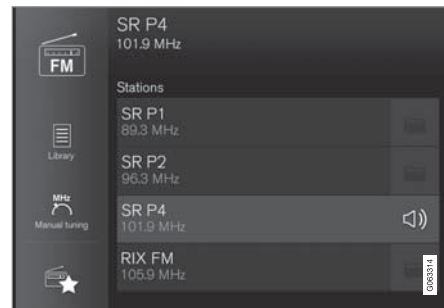 SR P4
101.9 MHz
FM
Stations
SR P1
89.3 MHz
Library
SR P2
96.3 MHz
MHz
Manual tuning
SR P4
101.9 MHz
RIX FM
105.9 MHz
G063314